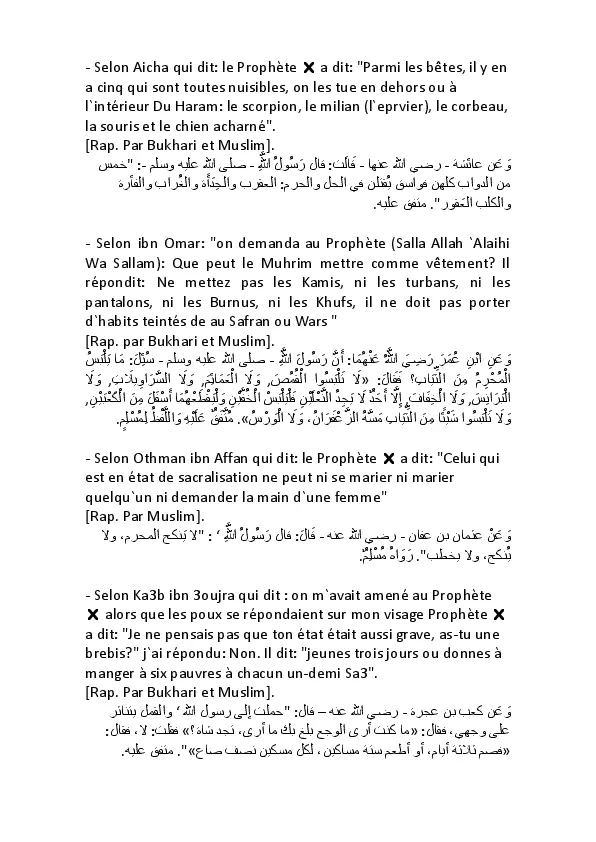 - Selon Aicha qui dit: le Prophète ❌ a dit: "Parmi les bêtes, il y en
a cinq qui sont toutes nuisibles, on les tue en dehors ou à
l`intérieur Du Haram: le scorpion, le milian (l`eprvier), le corbeau,
la souris et le chien acharné".
[Rap. Par Bukhari et Muslim].
وَ عَن عائشة - رضي الله عنها - قَالَت: قال رَسُولُ اللَّهِ - صلى الله عليه وسلم -: "خمس
من الدواب كلهن فواسق يُقتلن في الحل والحرم: العقرب والحِدَأَة والغُراب والفأرة
والكلب العَقور". متفق عليه.
- Selon ibn Omar: "on demanda au Prophète (Salla Allah `Alaihi
Wa Sallam): Que peut le Muhrim mettre comme vêtement? Il
répondit: Ne mettez pas les Kamis, ni les turbans, ni les
pantalons, ni les Burnus, ni les Khufs, il ne doit pas porter
d`habits teintés de au Safran ou Wars "
[Rap. par Bukhari et Muslim].
وَ عَنِ ابْنِ عُمَرَ رَضِيَ اللَّهُ عَنْهُمَا: أَنَّ رَسُولَ اللَّهِ - صلى الله عليه وسلم - سُئِلَ: مَا يَلْبَسُ
الْمُحْرِمُ مِنَ الثِّيَابِ؟ فَقَالَ: «لَا تَلْبَسُوا الْقُمُصَ, وَلَا الْعَمَائِمَ, وَلَا السَّرَاوِيلَاتِ, وَلَا
الْبَرَانِسَ, وَلَا الْخِفَافَ, إِلَّا أَحَدٌ لَا يَجِدُ النَّعْلَيْنِ فَلْيَلْبَسْ الْخُفَّيْنِ وَلْيَقْطَعْهُمَا أَسْفَلَ مِنَ الْكَعْبَيْنِ,
وَلَا تَلْبَسُوا شَيْئًا مِنَ الثِّيَابِ مَسَّهُ الزَّعْفَرَانُ, وَلَا الْوَرْسُ». مُتَّفَقٌ عَلَيْهِ وَاللَّفْظُ لِمُسْلِمٍ.
- Selon Othman ibn Affan qui dit: le Prophète ❌ a dit: "Celui qui
est en état de sacralisation ne peut ni se marier ni marier
quelqu`un ni demander la main d`une femme"
[Rap. Par Muslim].
وَ عَنْ عثمان بن عفان - رضي الله عنه - قَالَ: قال رَسُولُ اللَّهِ ‘ : "لا يَنكح المحرم، ولا
يُنكح، ولا يخطب". رَوَاهُ مُسْلِمٌ.
- Selon Ka3b ibn 3oujra qui dit : on m`avait amené au Prophète
❌ alors que les poux se répondaient sur mon visage Prophète ❌
a dit: "Je ne pensais pas que ton état était aussi grave, as-tu une
brebis?" j`ai répondu: Non. Il dit: "jeunes trois jours ou donnes à
manger à six pauvres à chacun un-demi Sa3".
[Rap. Par Bukhari et Muslim].
وَ عَن كعب بن عجرة - رضي الله عنه – قال: "حملت إلى رسول الله ‘ والقمل يتناثر
على وجهي، فقال: «ما كنت أرى الوجع بلغ بك ما أرى، تجد شاة؟» فقلت: لا، فقال:
«فصم ثلاثة أيام، أو أطعم ستة مساكين ، لكل مسكين نصف صاع»". متفق عليه.